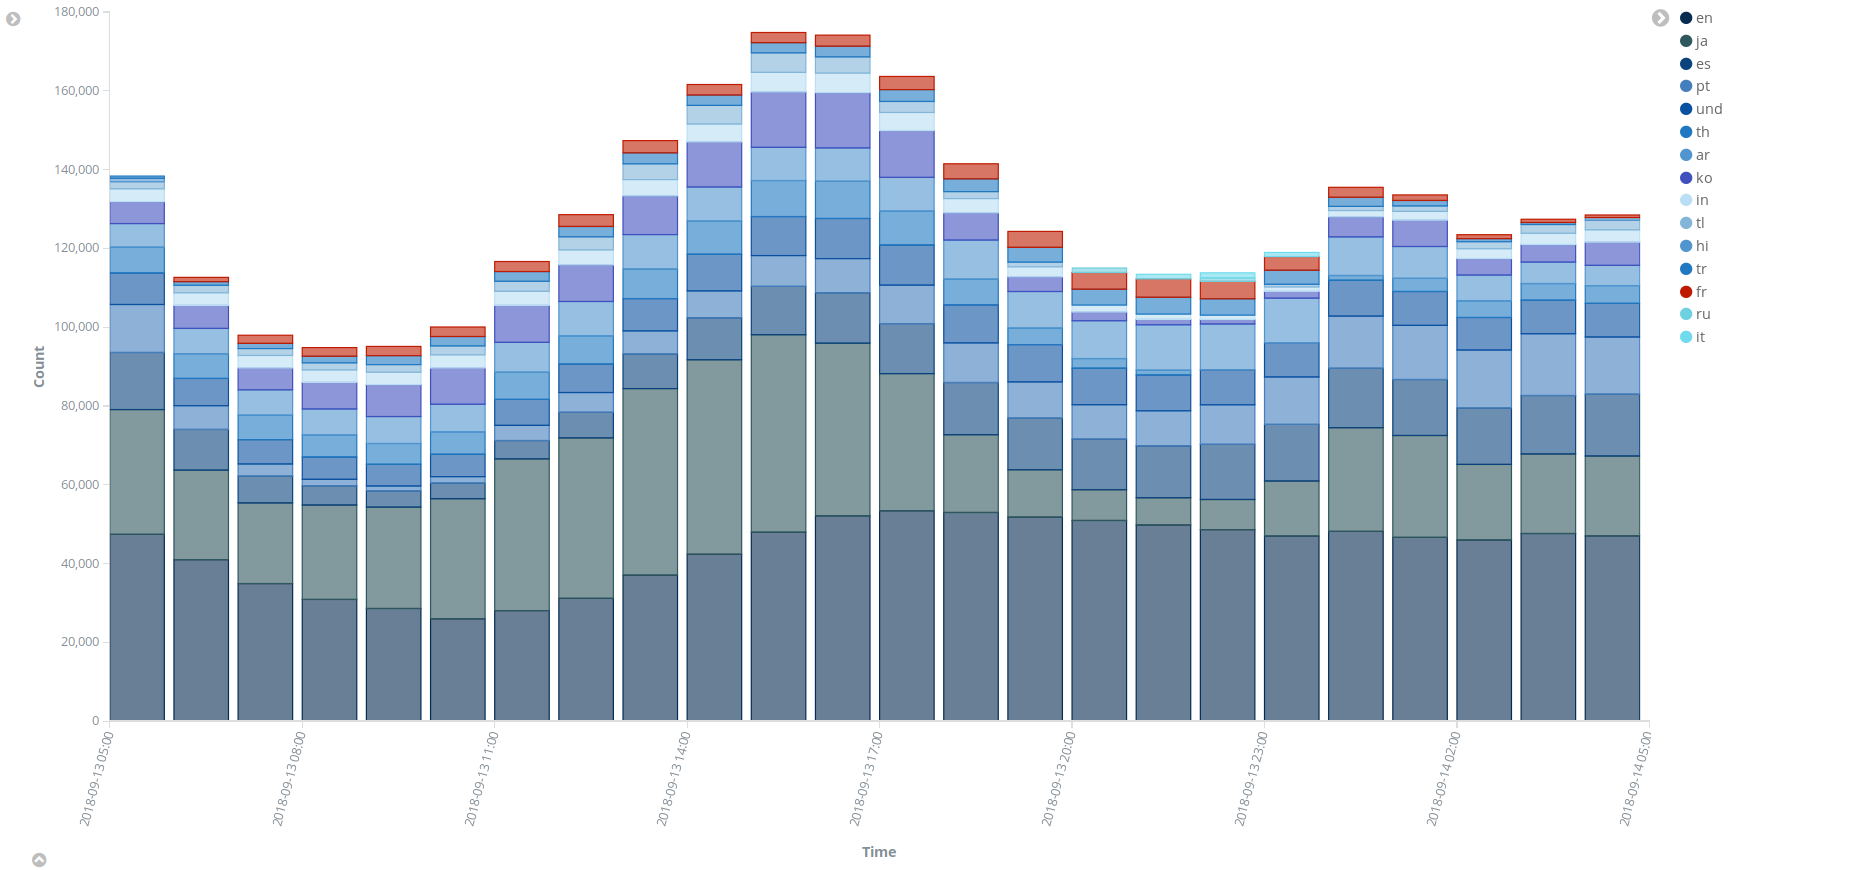 180,000
160,000
140,000
120,000
100,000
80,000
60,000
40,000
20,000
0
Count
2018-09-13 05:00
2018-09-13 08:00
2018-09-13 11:00
2018-09-13 14:00
2018-09-13 17:00
2018-09-13 20:00
2018-09-13 23:00
2018-09-14 02:00
2018-09-14 05:00
Time
en
ja
es
pt
und
th
ar
ko
in
tl
hi
tr
fr
ru
it